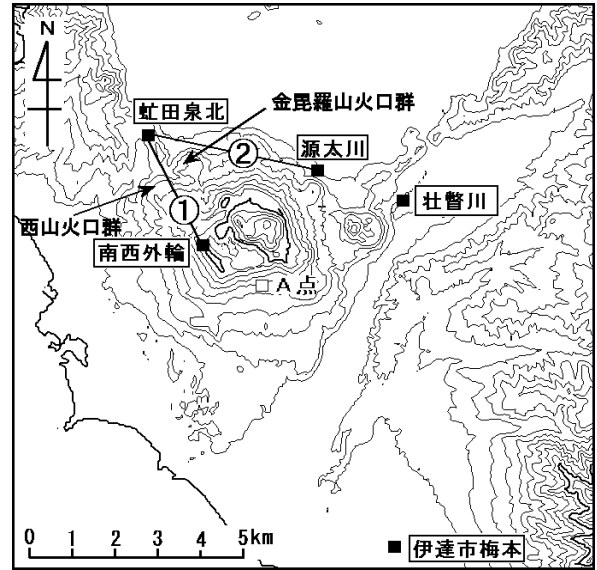 N
虻田泉北
金毘羅山火口群
②
源太川
壮瞥川
①
西山火口群
南西外輪
A点
0 1 2 3 4 5km
伊達市梅本